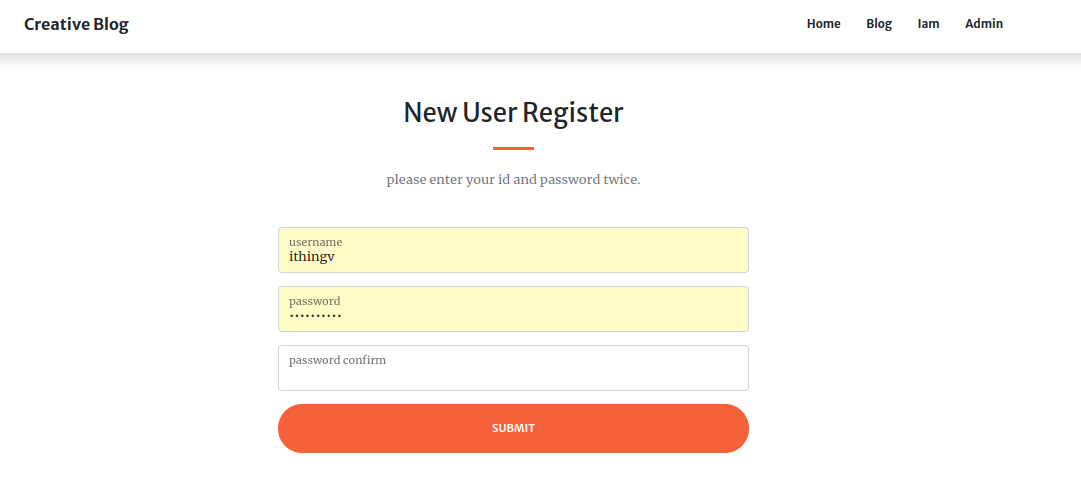 Creative Blog
Home Blog Iam Admin
New User Register
please enter your id and password twice.
username
ithingv
password
••••••••••
password confirm
SUBMIT